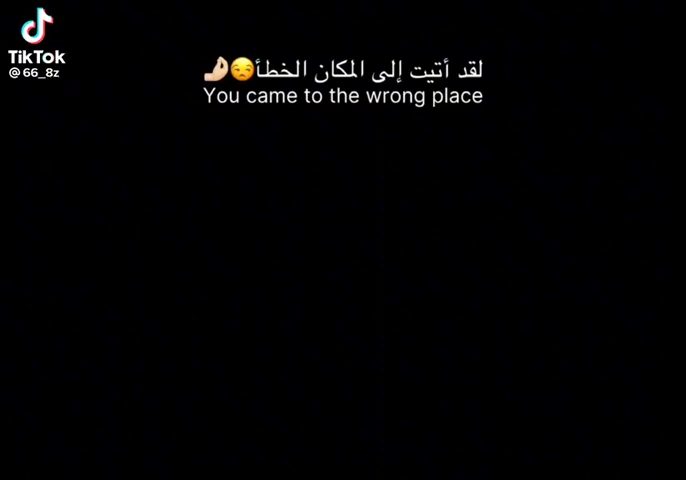 TikTok
@ 66_8z
لقد أتيت إلى المكان الخطأ😒🤌🏻
You came to the wrong place